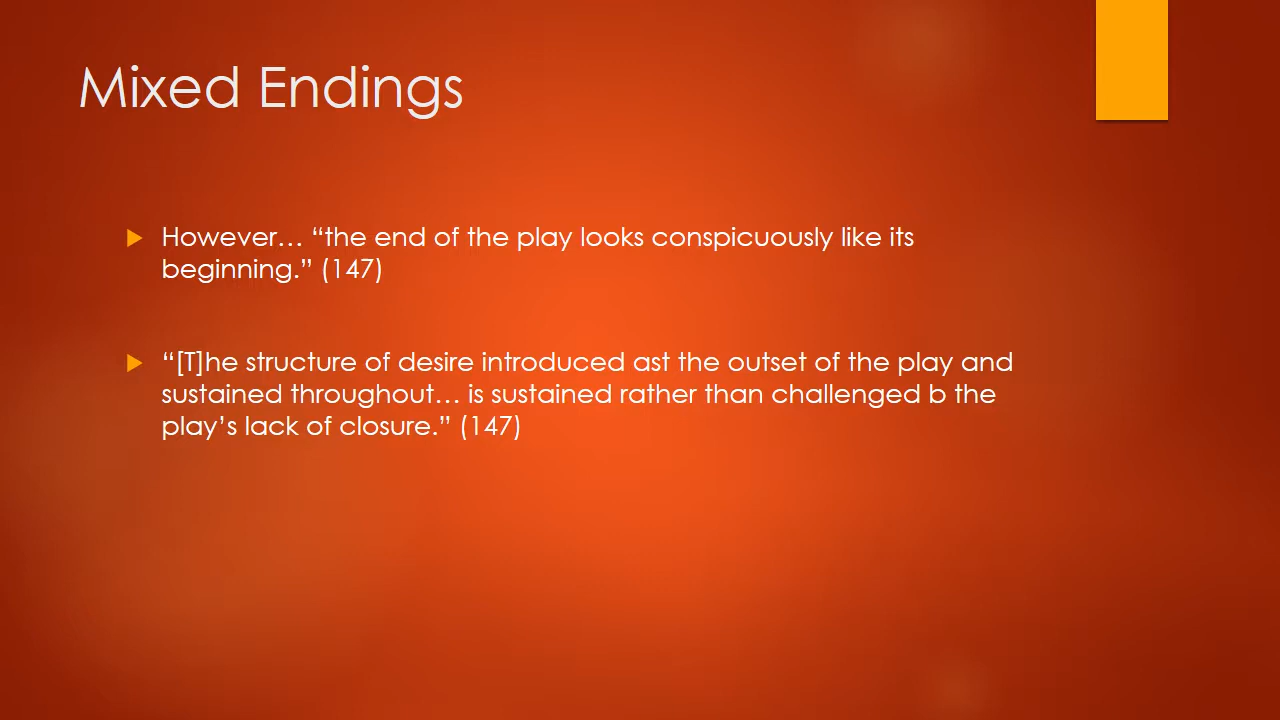 Mixed Endings
However… “the end of the play looks conspicuously like its
beginning.” (147)
“[T]he structure of desire introduced ast the outset of the play and
sustained throughout… is sustained rather than challenged b the
play’s lack of closure.” (147)